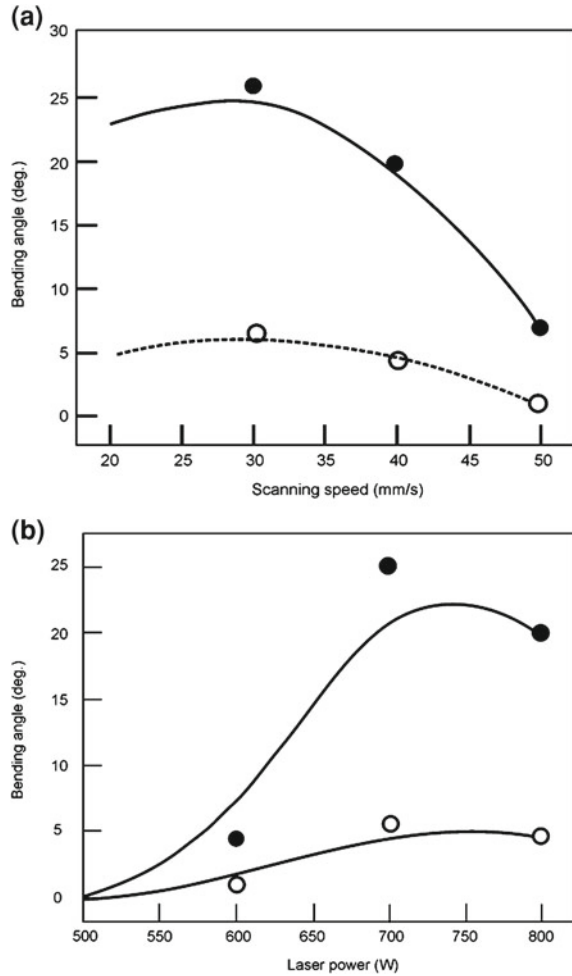 (a)
30
25
20
15
10
5
0
Bending angle (deg.)
20 25 30 35 40 45 50
Scanning speed (mm/s)
(b)
25
20
15
10
5
0
Bending angle (deg.)
500 550 600 650 700 750 800
Laser power (W)